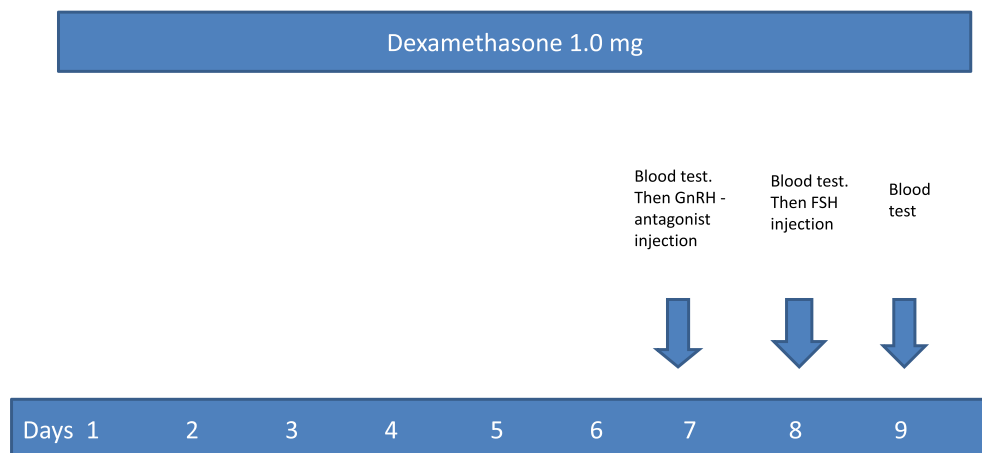 Dexamethasone 1.0 mg
Blood test.
Then GnRH -
antagonist
injection
Blood test.
Then FSH
injection
Blood
test
Days 1 2 3 4 5 6 7 8 9